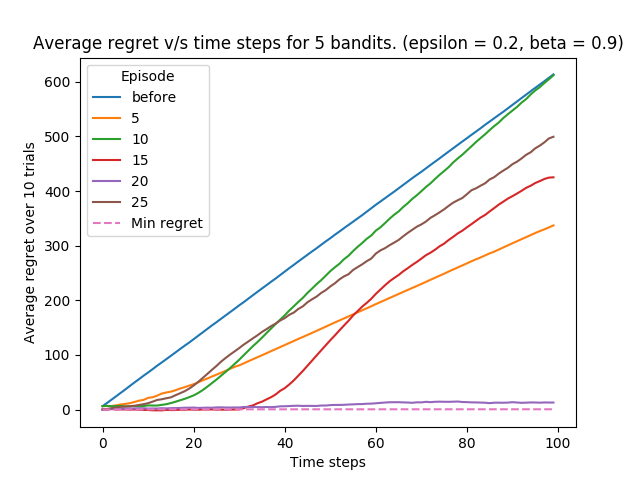 Average regret v/s time steps for 5 bandits. (epsilon = 0.2, beta = 0.9)
Average regret over 10 trials
600
500
400
300
200
100
0
Episode
before
5
10
15
20
25
Min regret
0 20 40 60 80 100
Time steps